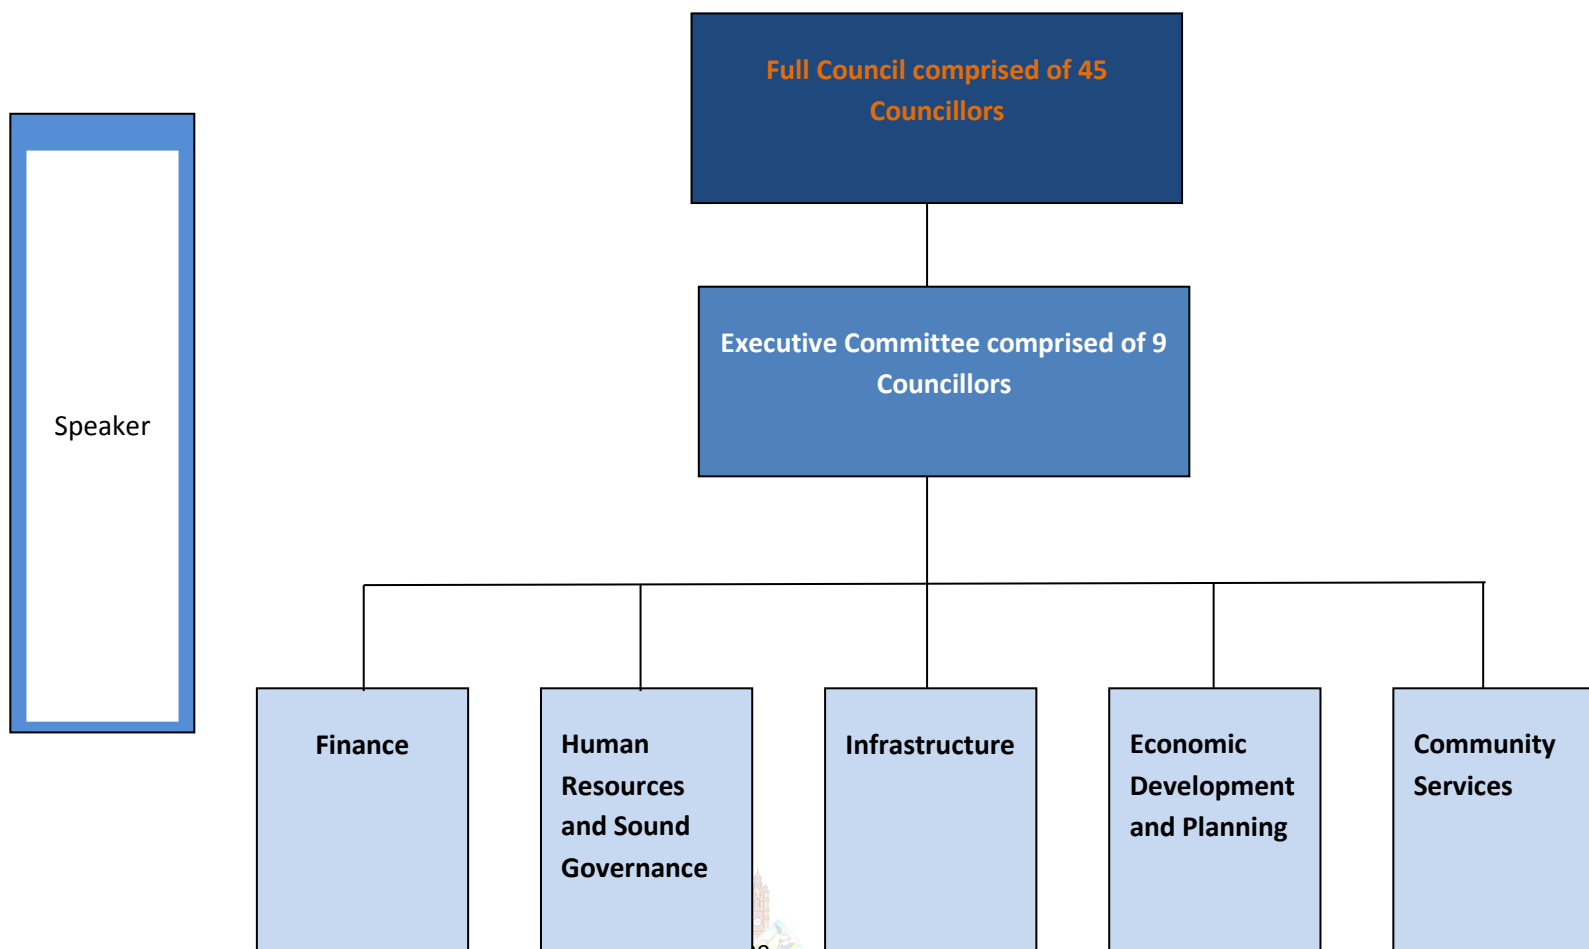 Full Council comprised of 45
Councillors
Speaker
Executive Committee comprised of 9
Councillors
Finance
Human
Resources
and Sound
Governance
Infrastructure
Economic
Development
and Planning
Community
Services